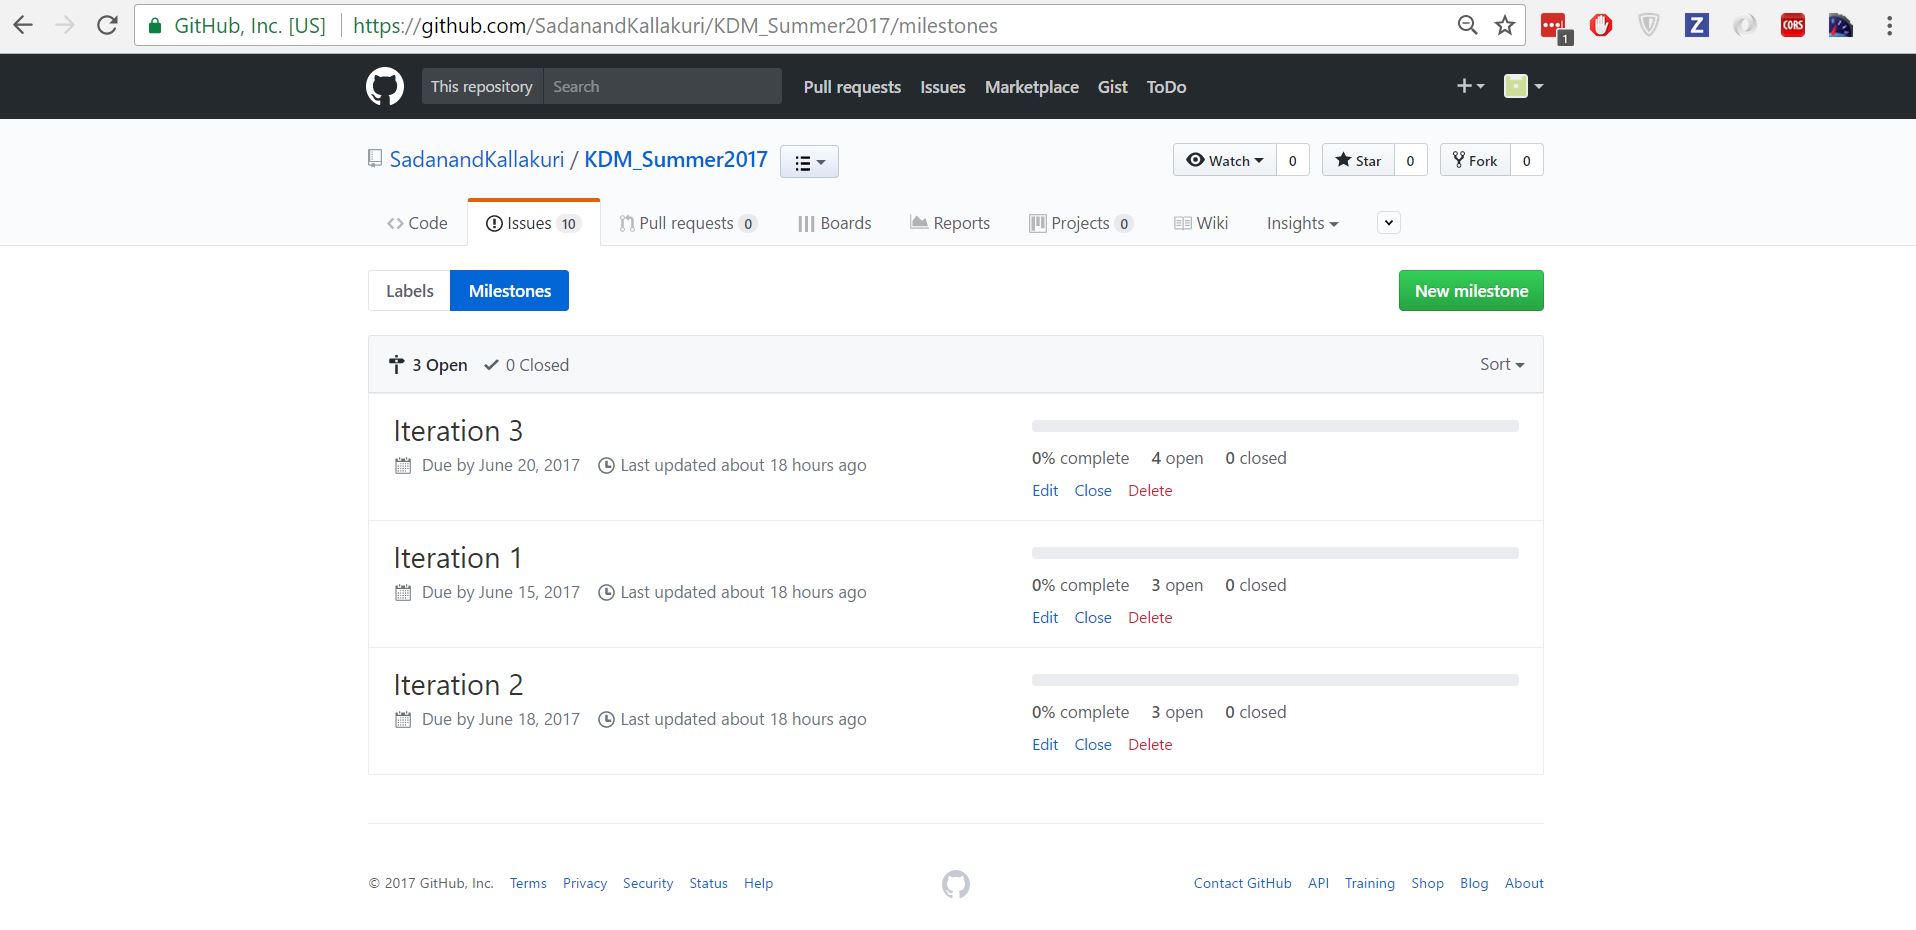 GitHub, Inc. [US] https://github.com/SadanandKallakuri/KDM_Summer2017/milestones
1 Z CORS
This repository Search Pull requests Issues Marketplace Gist ToDo
SadanandKallakuri / KDM_Summer2017 Watch 0 Star 0 Fork 0
Code Issues 10 Pull requests 0 Boards Reports Projects 0 Wiki Insights
Labels Milestones New milestone
3 Open 0 Closed Sort
Iteration 3
Due by June 20, 2017 Last updated about 18 hours ago
0% complete 4 open 0 closed
Edit Close Delete
Iteration 1
Due by June 15, 2017 Last updated about 18 hours ago
0% complete 3 open 0 closed
Edit Close Delete
Iteration 2
Due by June 18, 2017 Last updated about 18 hours ago
0% complete 3 open 0 closed
Edit Close Delete
© 2017 GitHub, Inc. Terms Privacy Security Status Help Contact GitHub API Training Shop Blog About